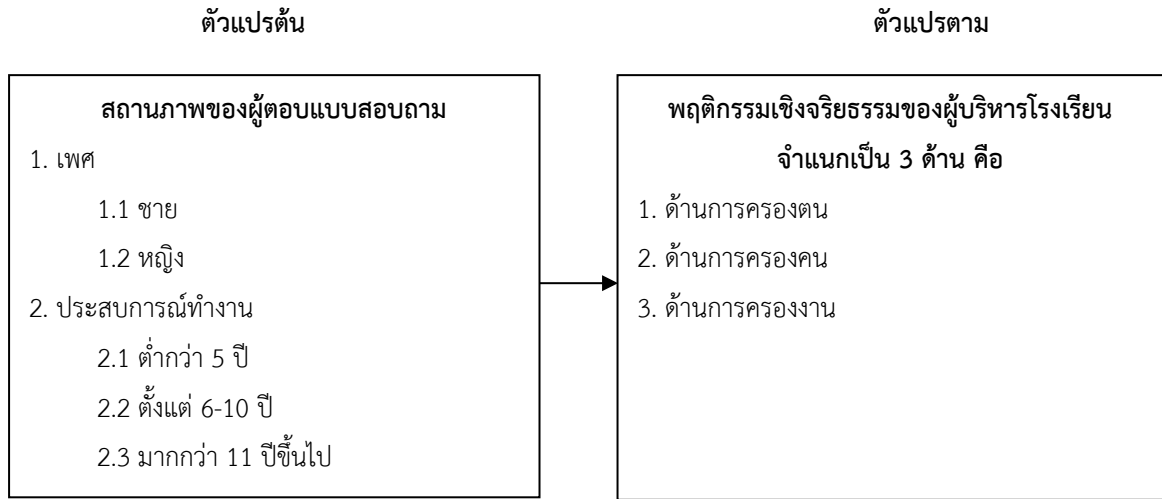 ตัวแปรต้น
ตัวแปรตาม
สถานภาพของผู้ตอบแบบสอบถาม
1. เพศ
1.1 ชาย
1.2 หญิง
2. ประสบการณ์ทำงาน
2.1 ต่ำกว่า 5 ปี
2.2 ตั้งแต่ 6-10 ปี
2.3 มากกว่า 11 ปีขึ้นไป
พฤติกรรมเชิงจริยธรรมของผู้บริหารโรงเรียน
จำแนกเป็น 3 ด้าน คือ
1. ด้านการครองตน
2. ด้านการครองคน
3. ด้านการครองงาน